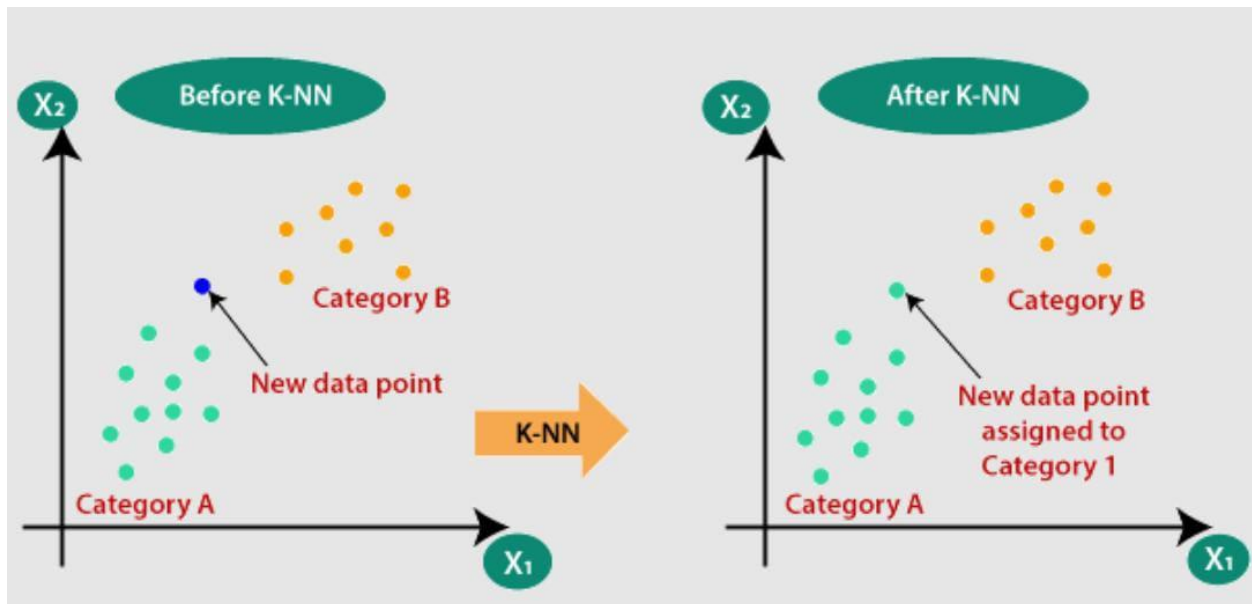 Before K-NN
X₂
Category B
New data point
Category A
X₁
K-NN
After K-NN
X₂
Category B
New data point
assigned to
Category 1
Category A
X₁